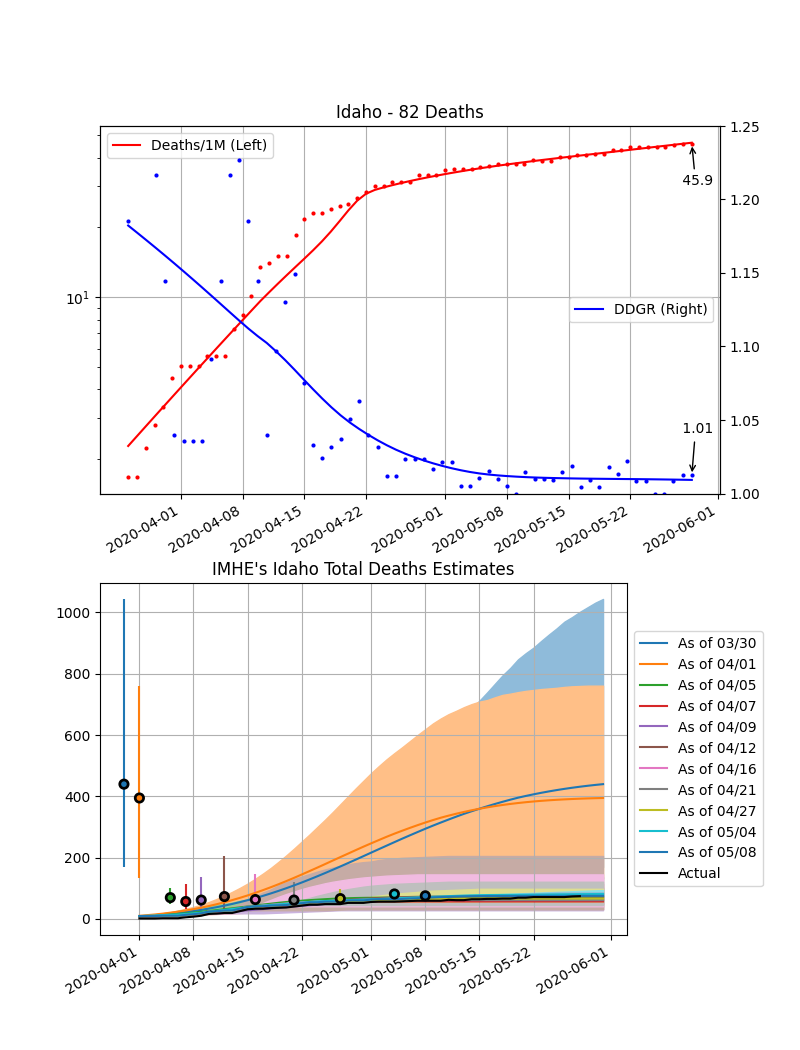 Idaho - 82 Deaths
Deaths/1M (Left)
DDGR (Right)
45.9
1.01
10^1
1.25
1.20
1.15
1.10
1.05
1.00
2020-04-01
2020-04-08
2020-04-15
2020-04-22
2020-05-01
2020-05-08
2020-05-15
2020-05-22
2020-06-01
IMHE's Idaho Total Deaths Estimates
1000
800
600
400
200
0
2020-04-01
2020-04-08
2020-04-15
2020-04-22
2020-05-01
2020-05-08
2020-05-15
2020-05-22
2020-06-01
As of 03/30
As of 04/01
As of 04/05
As of 04/07
As of 04/09
As of 04/12
As of 04/16
As of 04/21
As of 04/27
As of 05/04
As of 05/08
Actual